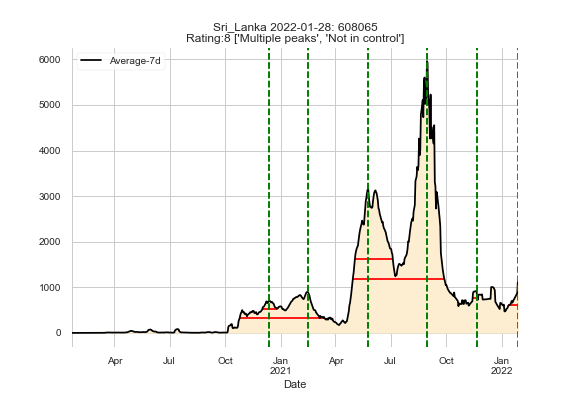 Sri_Lanka 2022-01-28: 608065
Rating:8 ['Multiple peaks', 'Not in control']
Average-7d
6000
5000
4000
3000
2000
1000
0
Apr Jul Oct Jan Apr Jul Oct Jan
2021 2022
Date